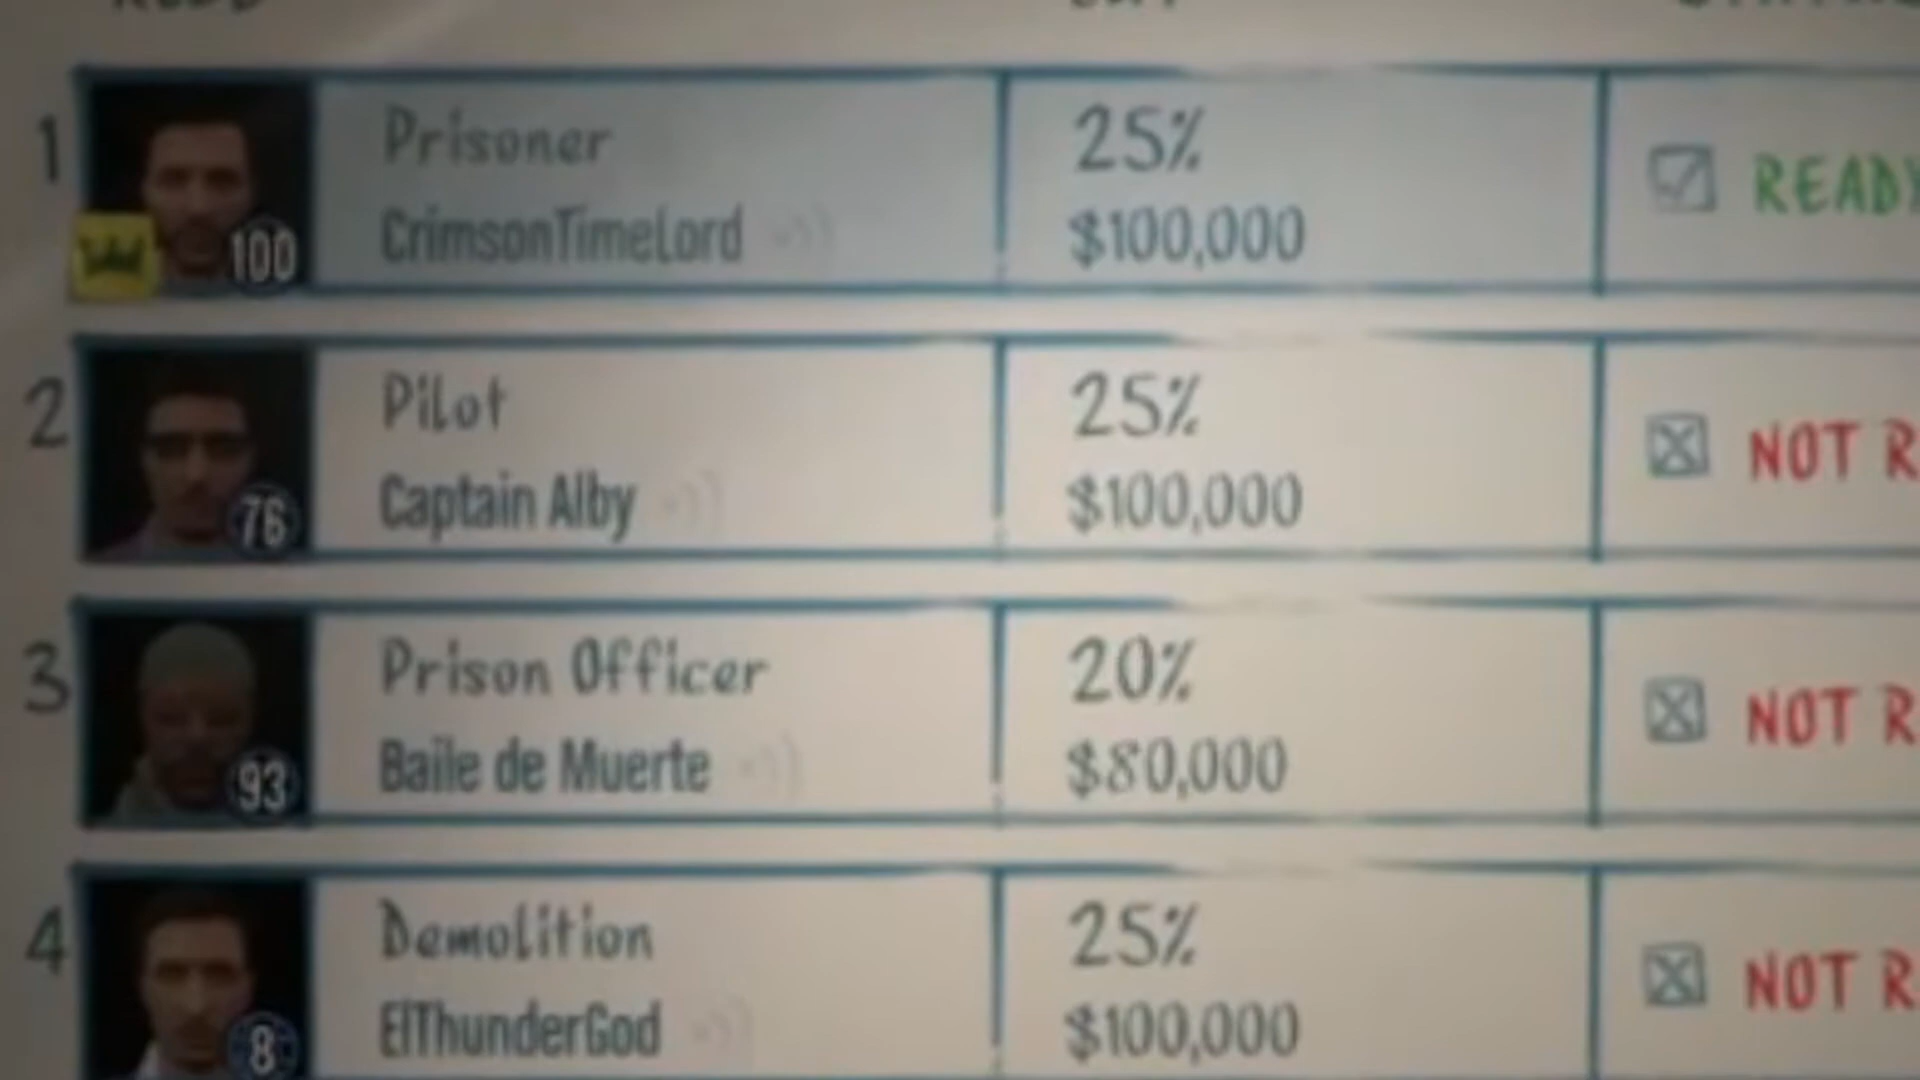 1
Prisoner
25%
CrimsonTimeLord
$100,000
100
READY
2
Pilot
25%
Captain Alby
$100,000
76
NOT R
3
Prison Officer
20%
Baile de Muerte
$80,000
93
NOT R
4
Demolition
25%
ElThunderGod
$100,000
8
NOT R